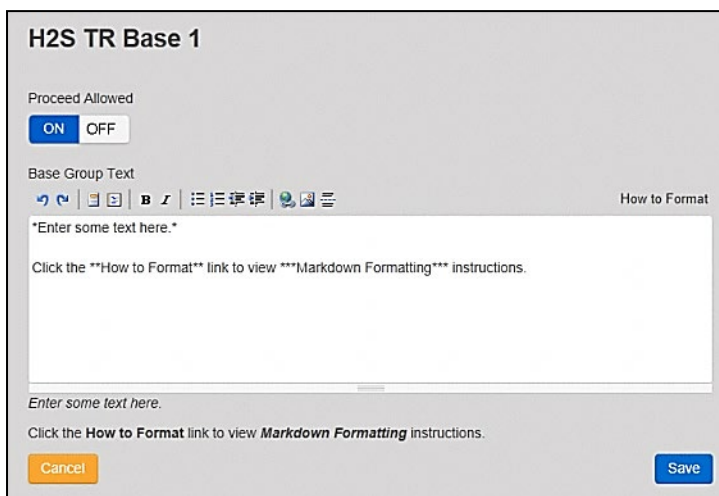 H2S TR Base 1
Proceed Allowed
ON OFF
Base Group Text
B I How to Format
*Enter some text here.*
Click the **How to Format** link to view ***Markdown Formatting*** instructions.
Enter some text here.
Click the How to Format link to view Markdown Formatting instructions.
Cancel Save